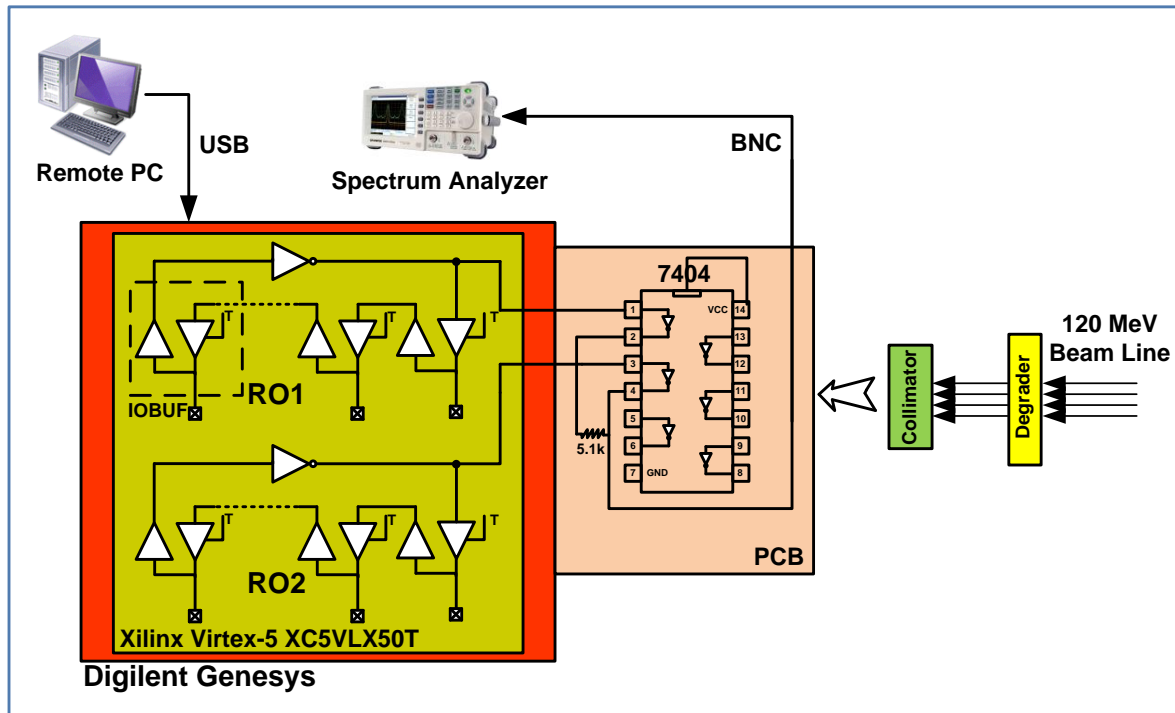 Remote PC
USB
Spectrum Analyzer
BNC
7404
1
2
3
4
5
6
7
VCC
14
13
12
11
10
9
8
GND
5.1k
PCB
T
T
T
IOBUF
RO1
T
T
T
RO2
Xilinx Virtex-5 XC5VLX50T
Digilent Genesys
Collimator
Degrader
120 MeV
Beam Line